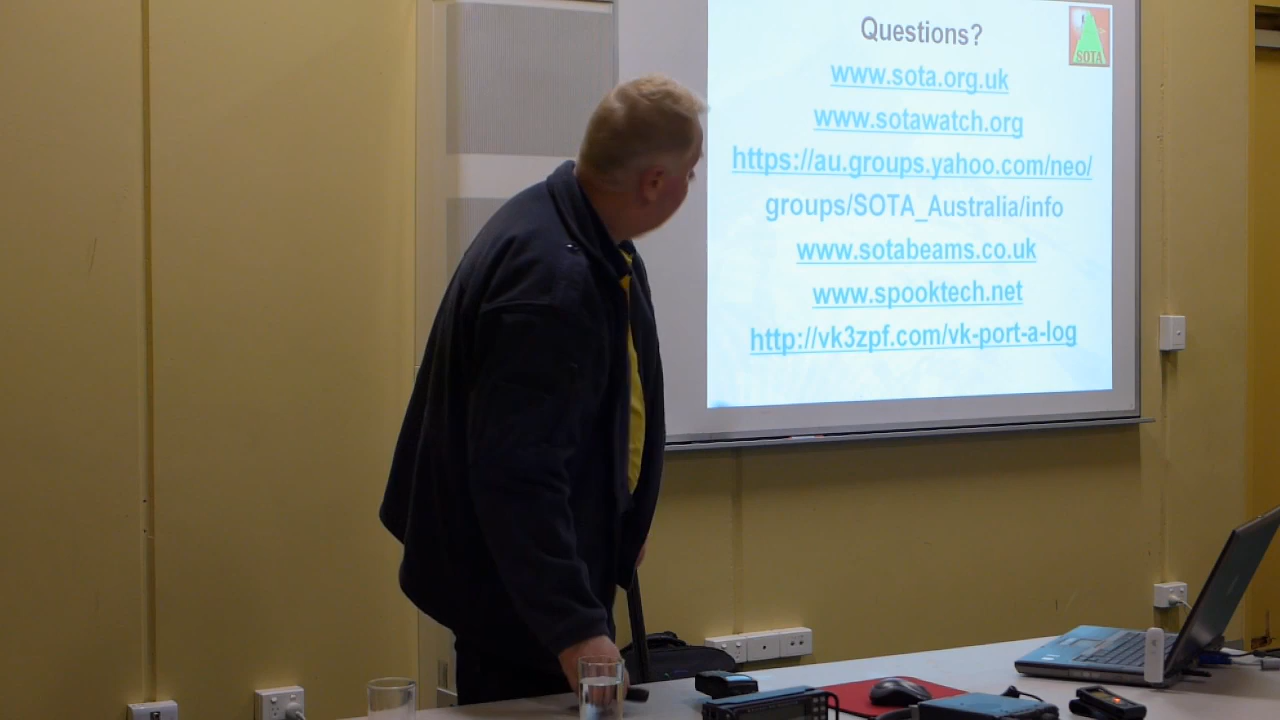 Questions?
SOTA
www.sota.org.uk
www.sotawatch.org
https://au.groups.yahoo.com/neo/
groups/SOTA_Australia/info
www.sotabeams.co.uk
www.spooktech.net
http://vk3zpf.com/vk-port-a-log